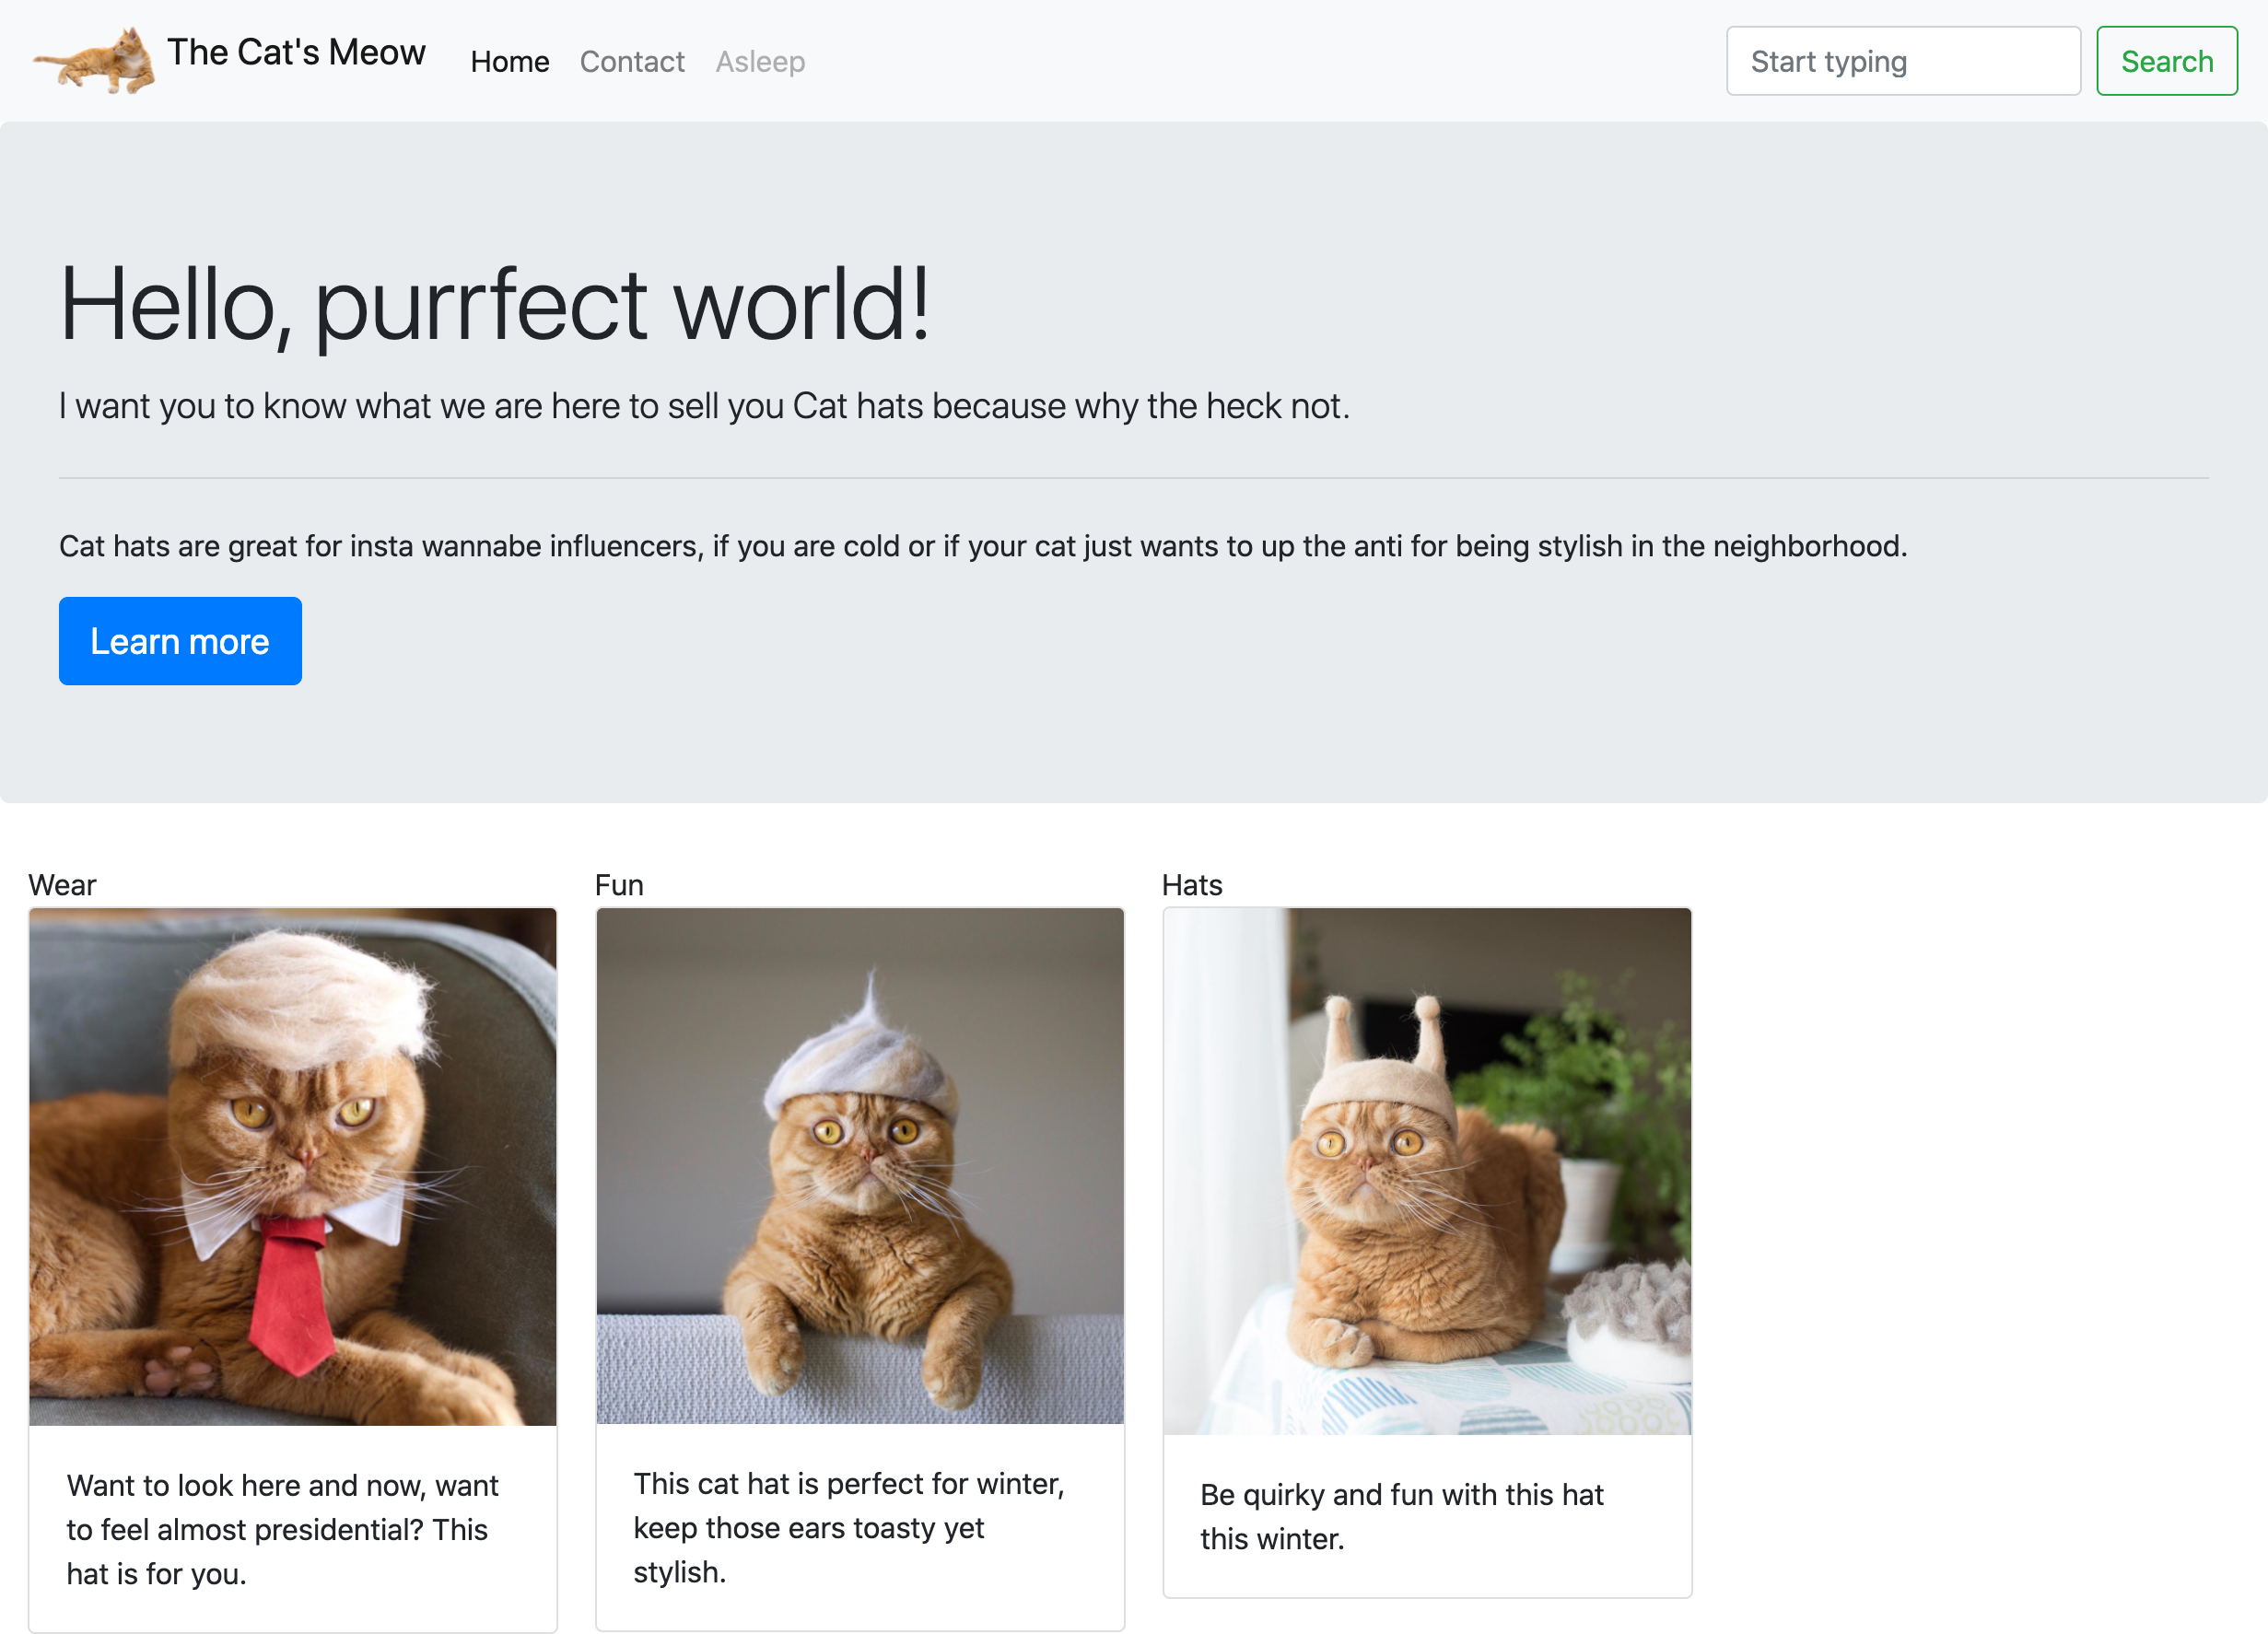 The Cat's Meow
Home
Contact
Asleep
Start typing
Search
Hello, purrfect world!
I want you to know what we are here to sell you Cat hats because why the heck not.
Cat hats are great for insta wannabe influencers, if you are cold or if your cat just wants to up the anti for being stylish in the neighborhood.
Learn more
Wear
Want to look here and now, want
to feel almost presidential? This
hat is for you.
Fun
This cat hat is perfect for winter,
keep those ears toasty yet
stylish.
Hats
Be quirky and fun with this hat
this winter.